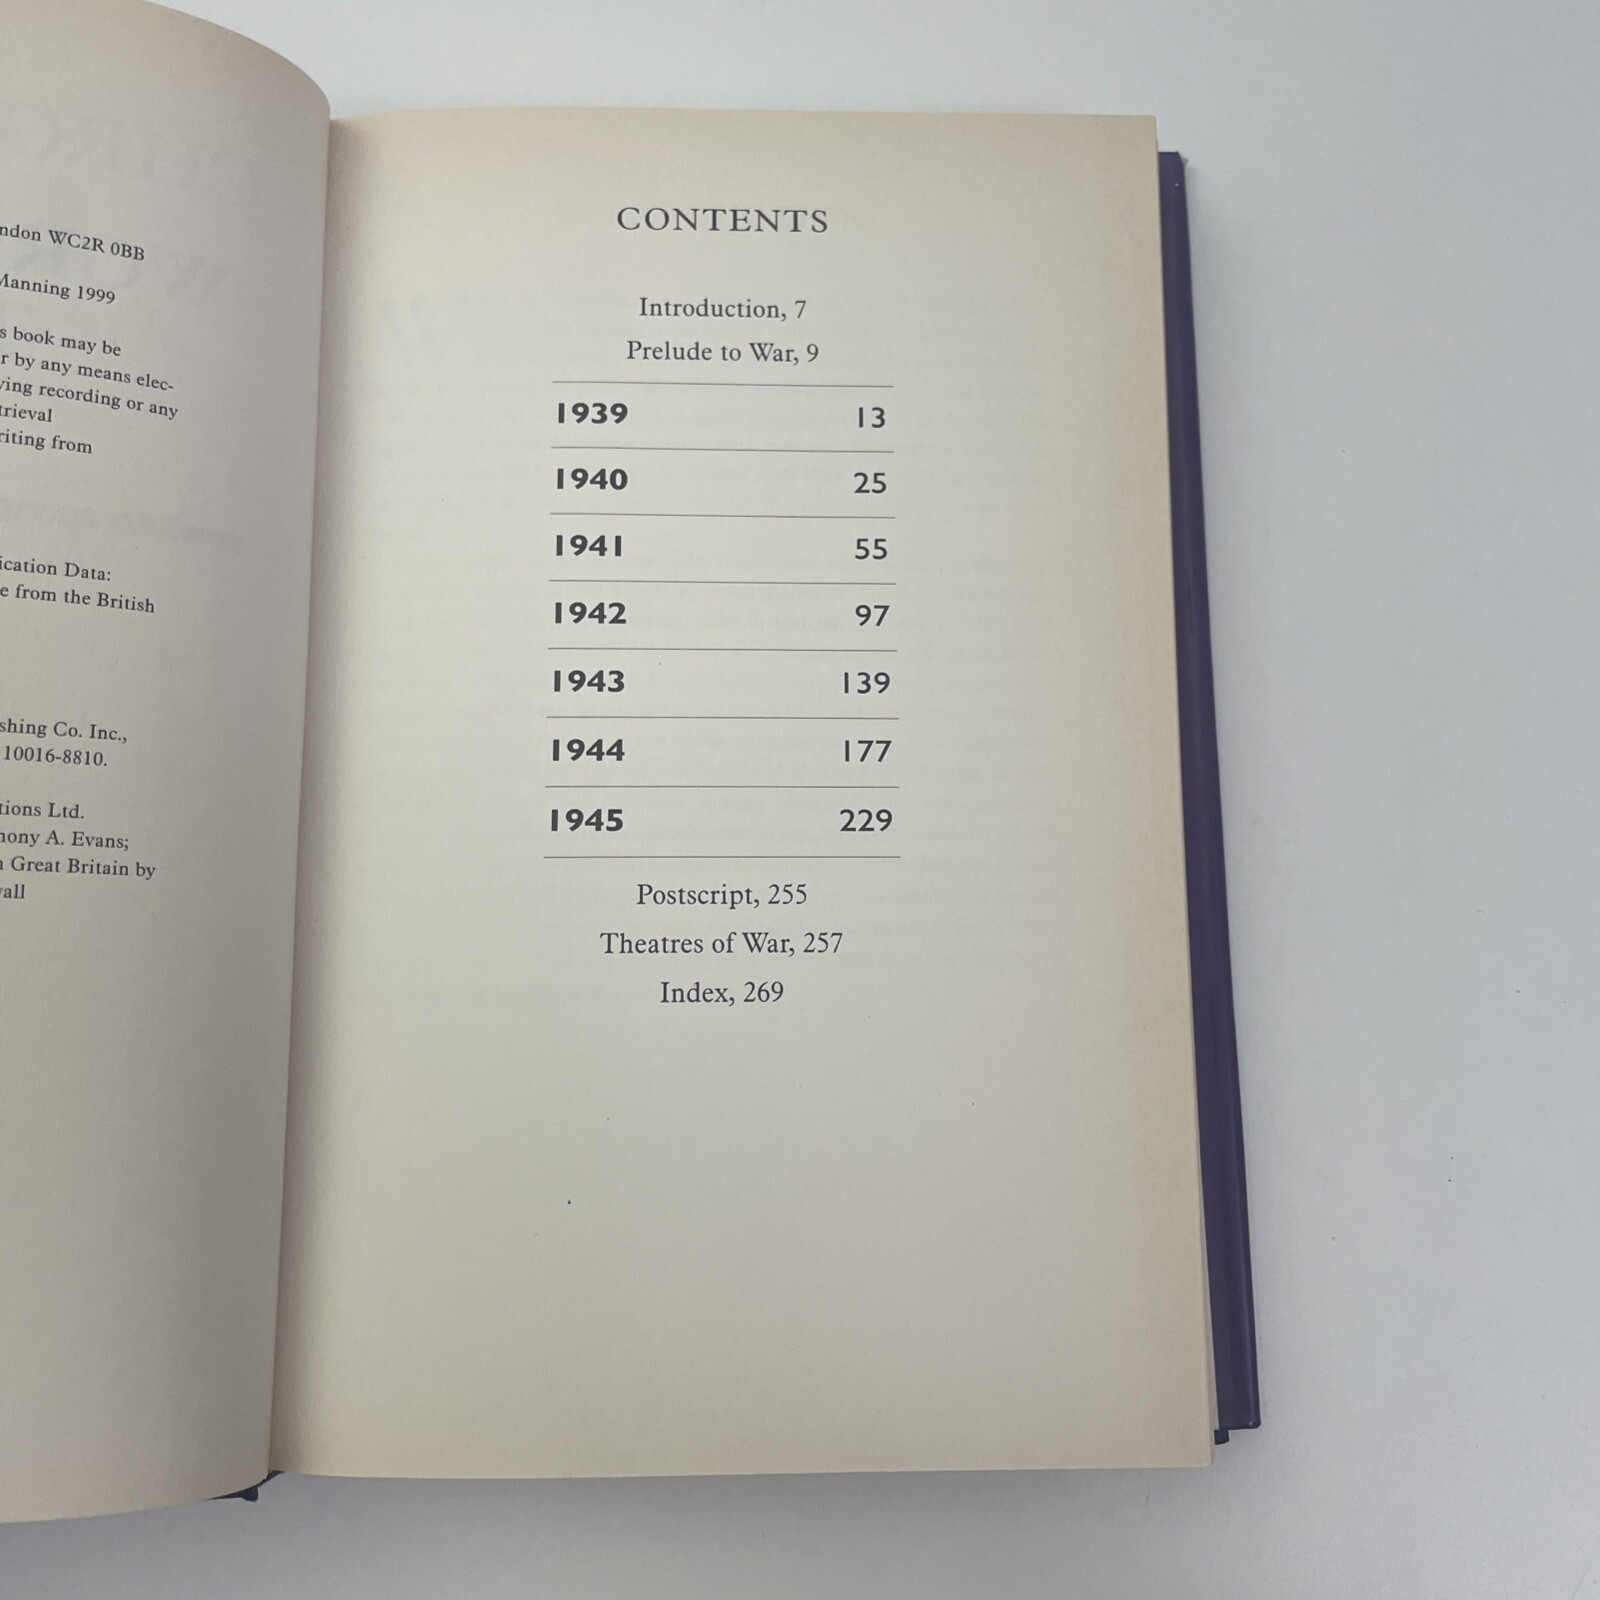 ndon WC2R 0BB
Manning 1999
s book may be
r by any means elec-
ying recording or any
trieval
riting from
ication Data:
e from the British
shing Co. Inc.,
10016-8810.
tions Ltd.
hony A. Evans;
n Great Britain by
all
CONTENTS
Introduction, 7
Prelude to War, 9
1939 13
1940 25
1941 55
1942 97
1943 139
1944 177
1945 229
Postscript, 255
Theatres of War, 257
Index, 269